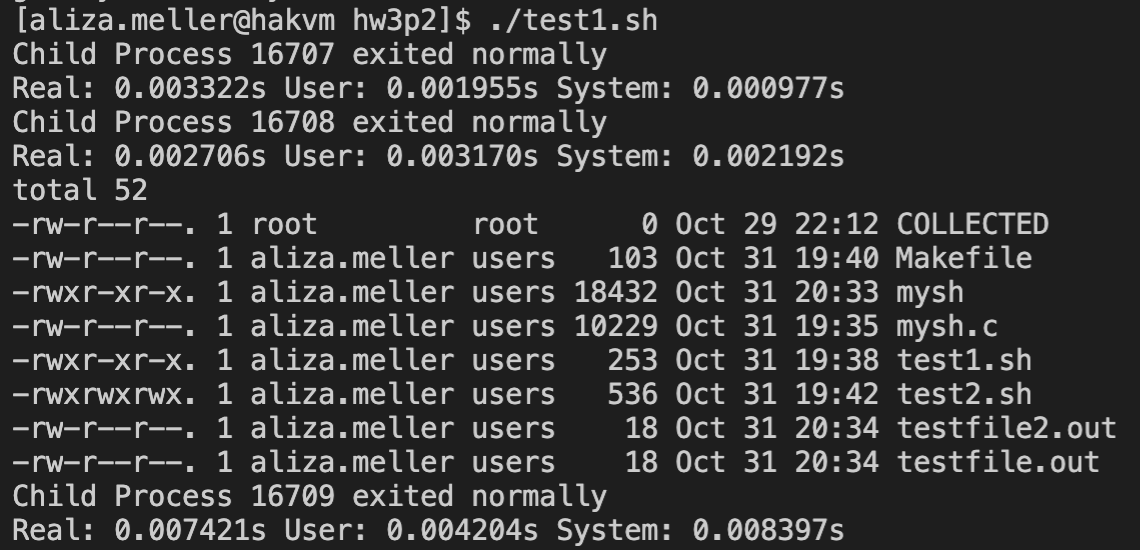 [aliza.meller@hakvm hw3p2]$ ./test1.sh
Child Process 16707 exited normally
Real: 0.003322s User: 0.001955s System: 0.000977s
Child Process 16708 exited normally
Real: 0.002706s User: 0.003170s System: 0.002192s
total 52
-rw-r--r--. 1 root         root      0 Oct 29 22:12 COLLECTED
-rw-r--r--. 1 aliza.meller users   103 Oct 31 19:40 Makefile
-rwxr-xr-x. 1 aliza.meller users 18432 Oct 31 20:33 mysh
-rw-r--r--. 1 aliza.meller users 10229 Oct 31 19:35 mysh.c
-rwxr-xr-x. 1 aliza.meller users   253 Oct 31 19:38 test1.sh
-rwxrwxrwx. 1 aliza.meller users   536 Oct 31 19:42 test2.sh
-rw-r--r--. 1 aliza.meller users    18 Oct 31 20:34 testfile2.out
-rw-r--r--. 1 aliza.meller users    18 Oct 31 20:34 testfile.out
Child Process 16709 exited normally
Real: 0.007421s User: 0.004204s System: 0.008397s